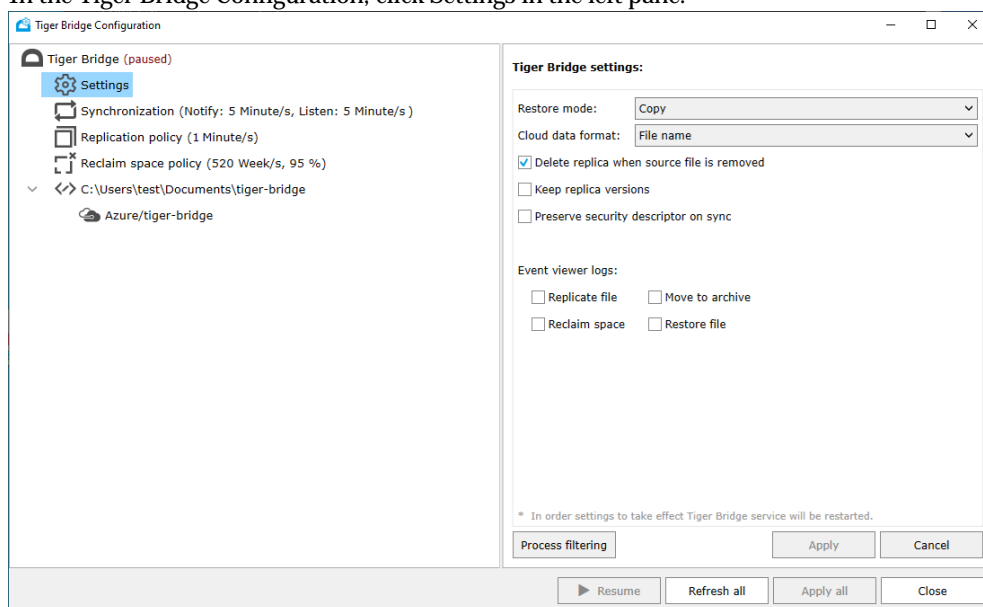 In the Tiger Bridge Configuration, click Settings in the left pane.
Tiger Bridge Configuration
Tiger Bridge (paused)
Settings
Synchronization (Notify: 5 Minute/s, Listen: 5 Minute/s )
Replication policy (1 Minute/s)
Reclaim space policy (520 Week/s, 95 %)
C:\Users\test\Documents\tiger-bridge
Azure/tiger-bridge
Tiger Bridge settings:
Restore mode: Copy
Cloud data format: File name
Delete replica when source file is removed
Keep replica versions
Preserve security descriptor on sync
Event viewer logs:
Replicate file Move to archive
Reclaim space Restore file
* In order settings to take effect Tiger Bridge service will be restarted.
Process filtering Apply Cancel
Resume Refresh all Apply all Close